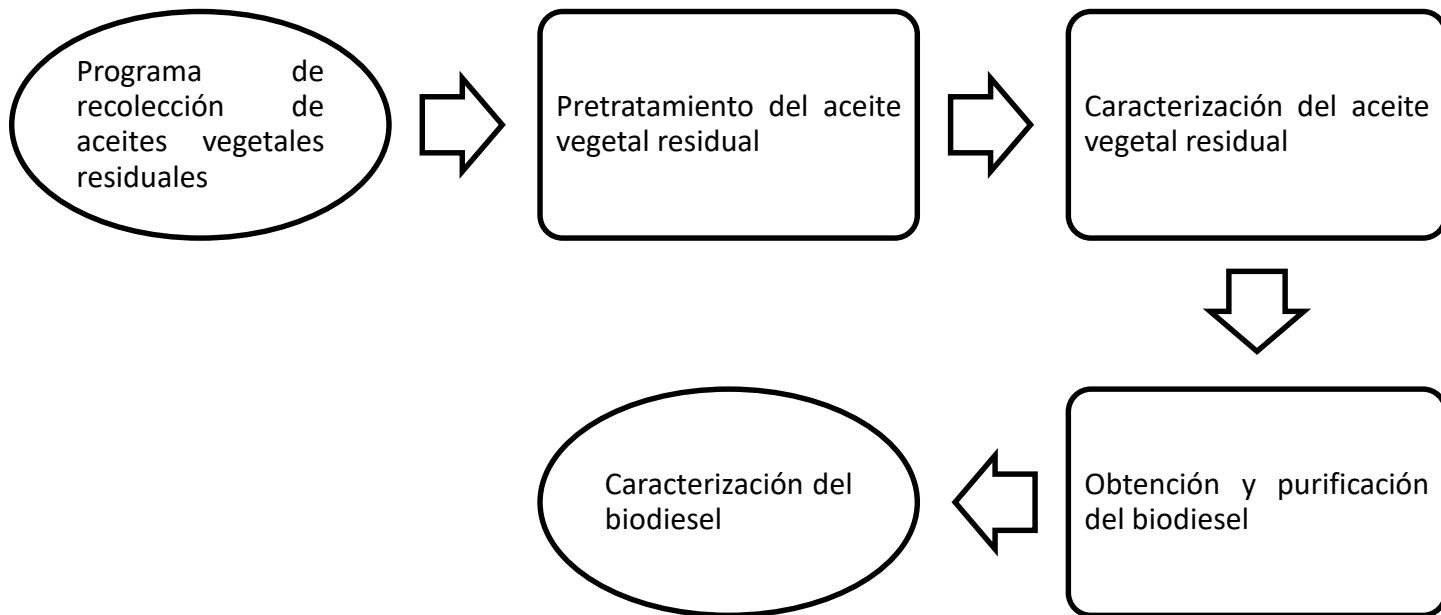 Programa de
recolección de
aceites vegetales
residuales
Pretratamiento del aceite
vegetal residual
Caracterización del aceite
vegetal residual
Obtención y purificación
del biodiesel
Caracterización del
biodiesel